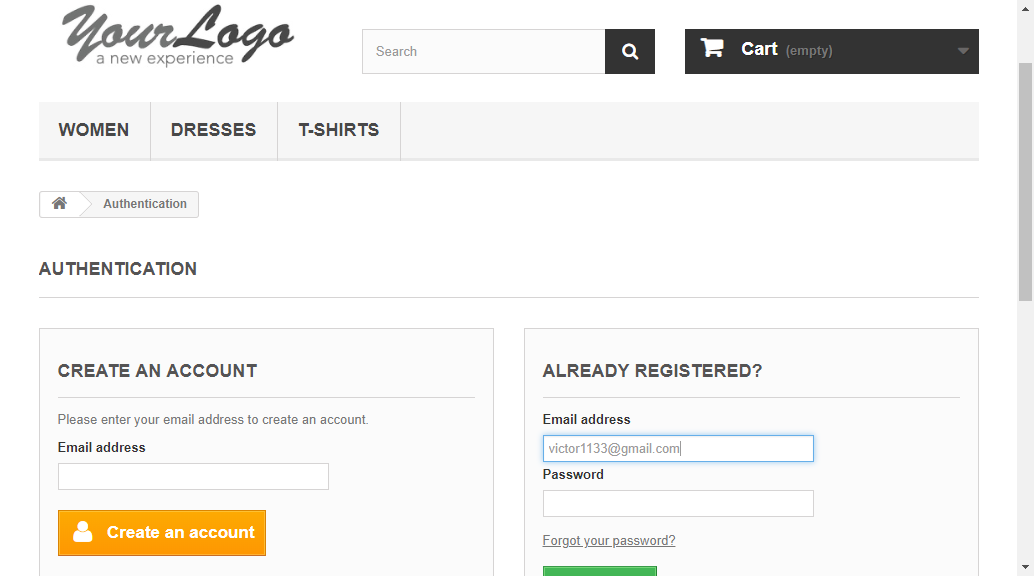 YourLogo
a new experience
Search
Cart (empty)
WOMEN DRESSES T-SHIRTS
Authentication
AUTHENTICATION
CREATE AN ACCOUNT
Please enter your email address to create an account.
Email address
Create an account
ALREADY REGISTERED?
Email address
victor1133@gmail.com
Password
Forgot your password?